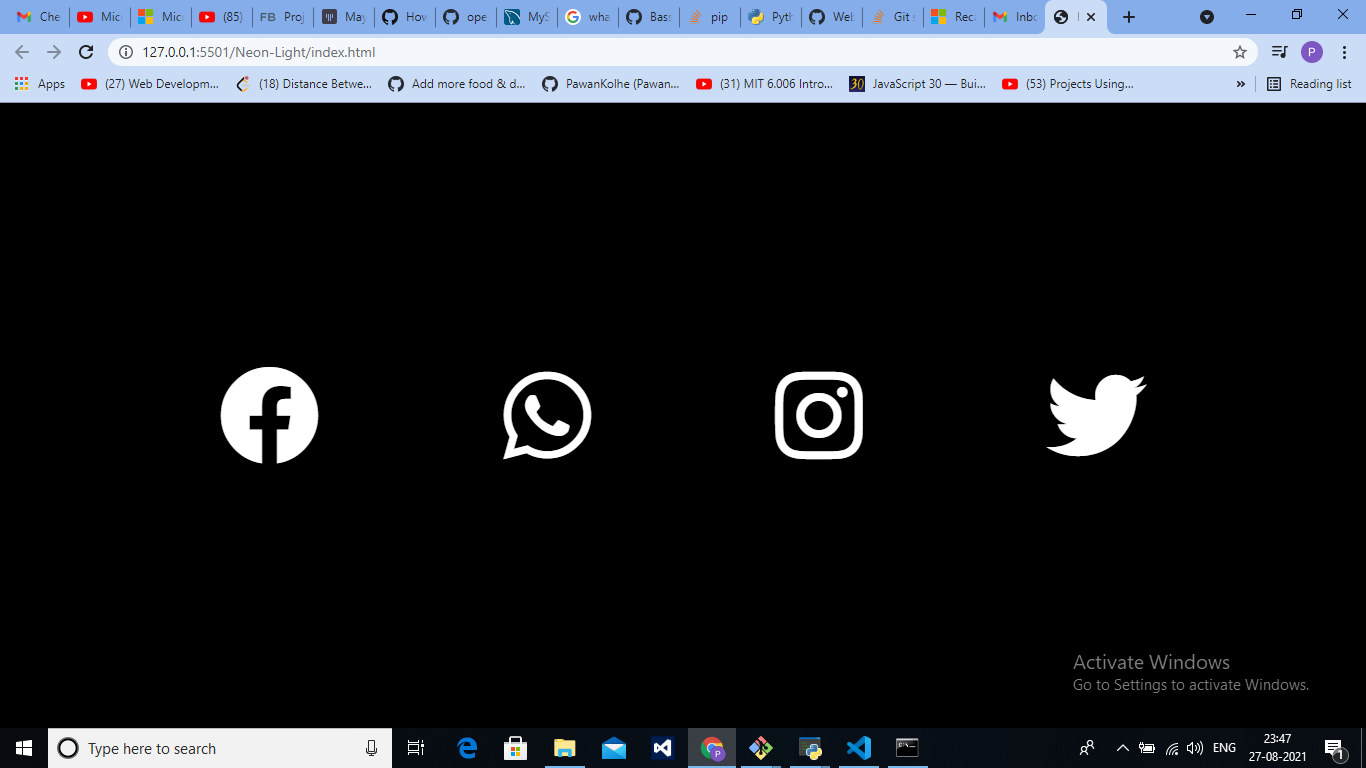 Che
Mic
Mic
(85)
FB Proj
May
How
ope
MyS
wha
Bass
pip
Pyth
Web
Git s
Reca
Inbo
127.0.0.1:5501/Neon-Light/index.html
P
Apps
(27) Web Developm...
(18) Distance Betwe...
Add more food & d...
PawanKolhe (Pawan...
(31) MIT 6.006 Intro...
30
JavaScript 30 — Bui...
(53) Projects Using...
»
Reading list
Activate Windows
Go to Settings to activate Windows.
Type here to search
P
ENG
23:47
27-08-2021
1